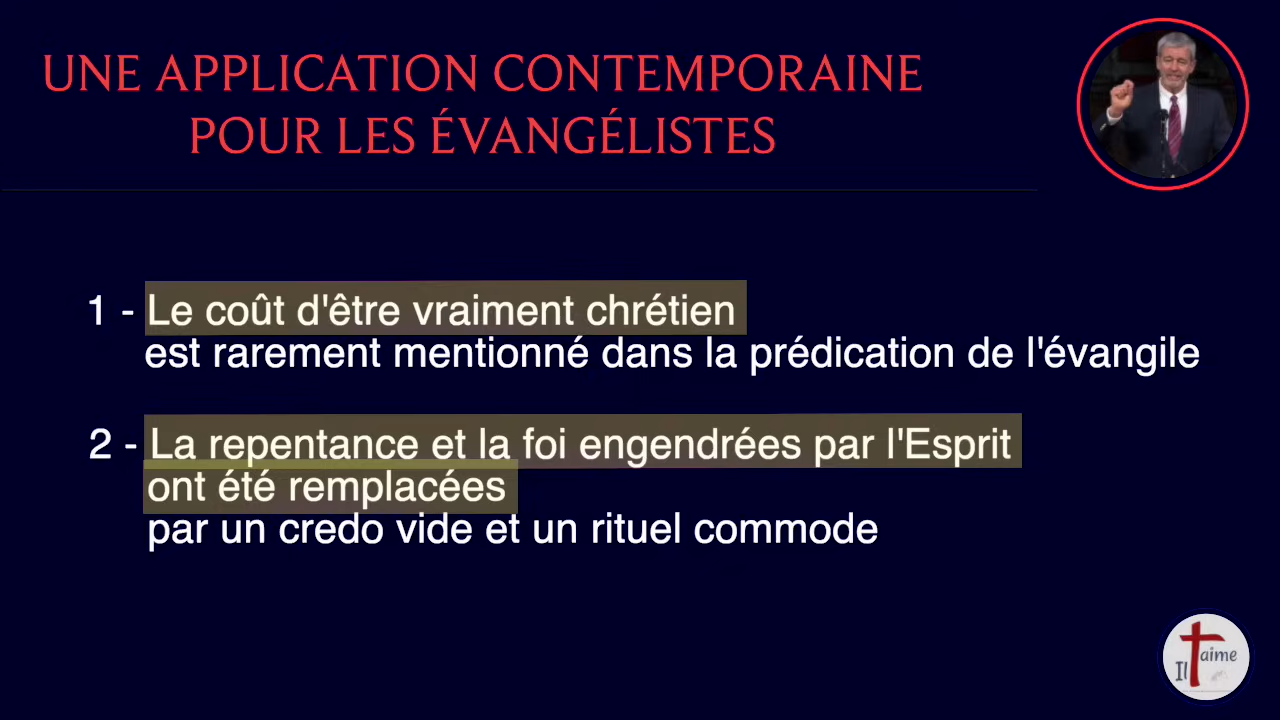 UNE APPLICATION CONTEMPORAINE
POUR LES ÉVANGÉLISTES
1 - Le coût d'être vraiment chrétien
est rarement mentionné dans la prédication de l'évangile
2 - La repentance et la foi engendrées par l'Esprit
ont été remplacées
par un credo vide et un rituel commode
Il t'aime